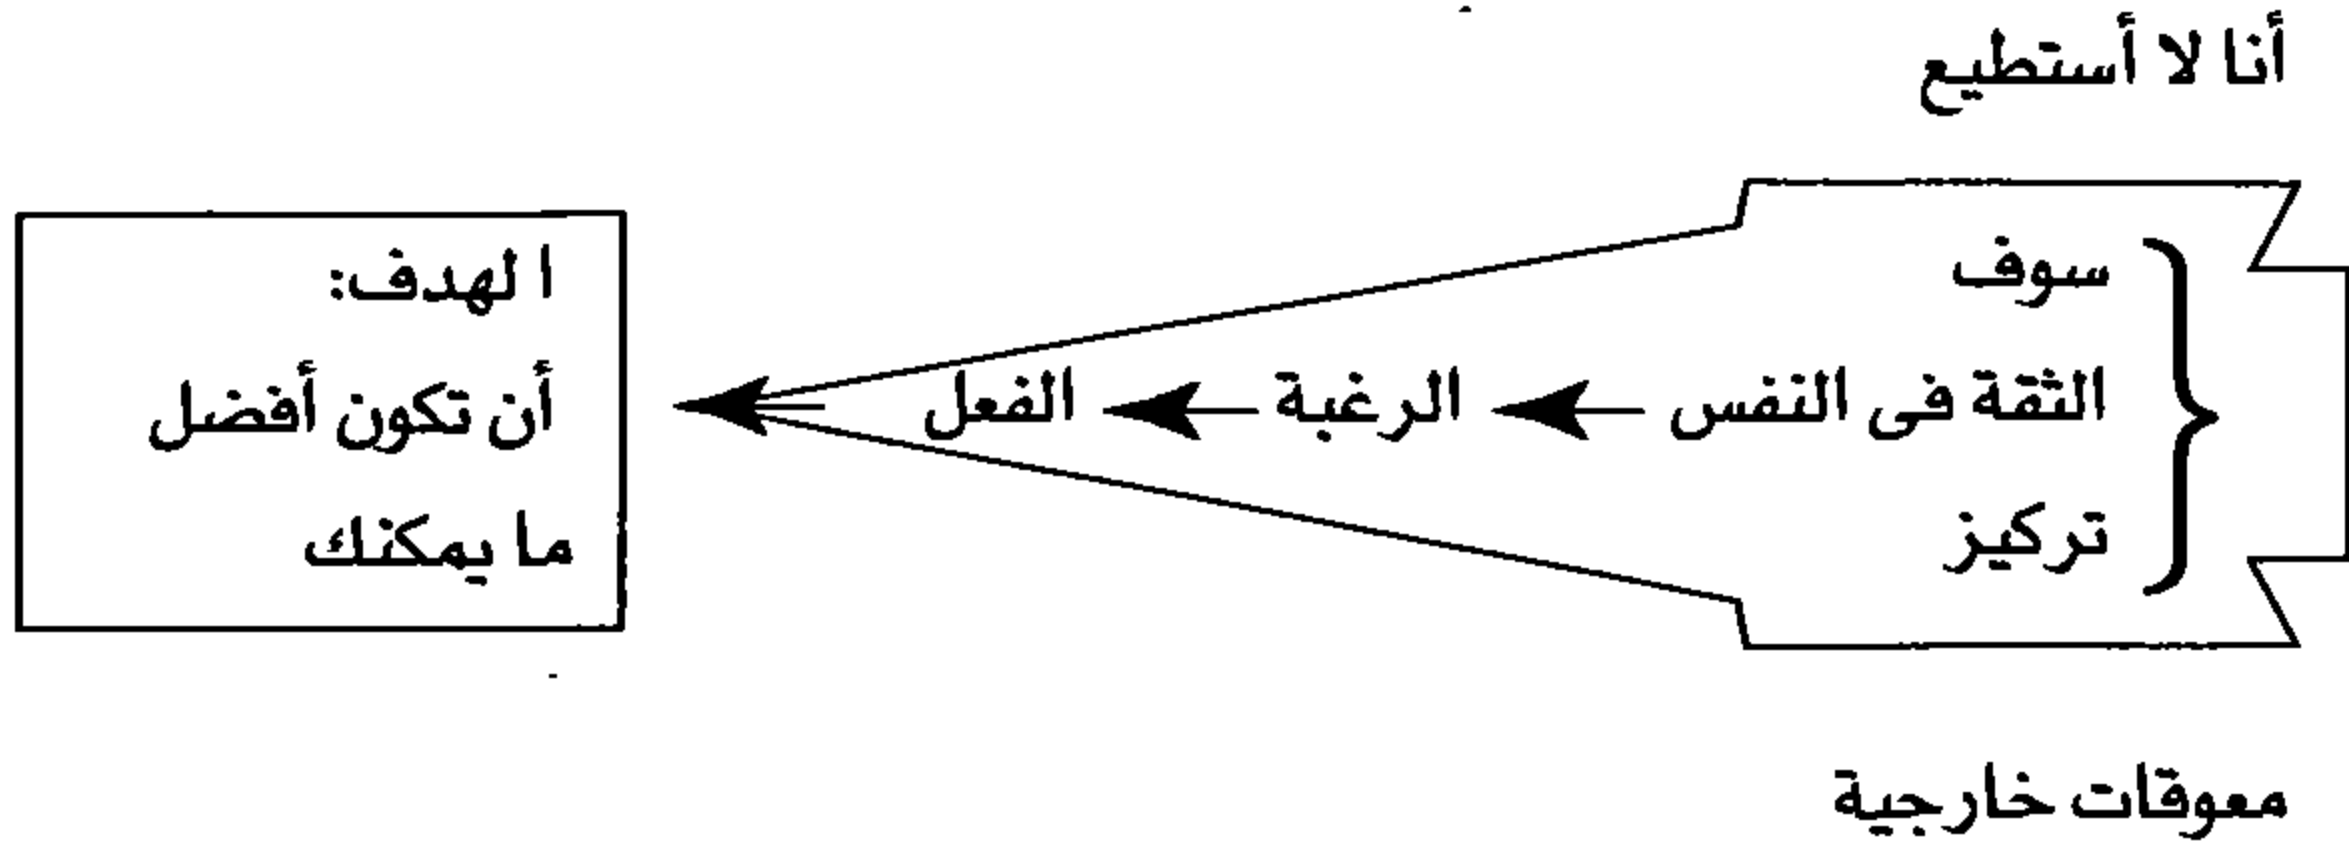 أنا لا أستطيع
سوف
الثقة فى النفس ← الرغبة ← الفعل ←
تركيز
ا لهدف:
أن تكون أفضل
ما يمكنك
معوقات خارجية